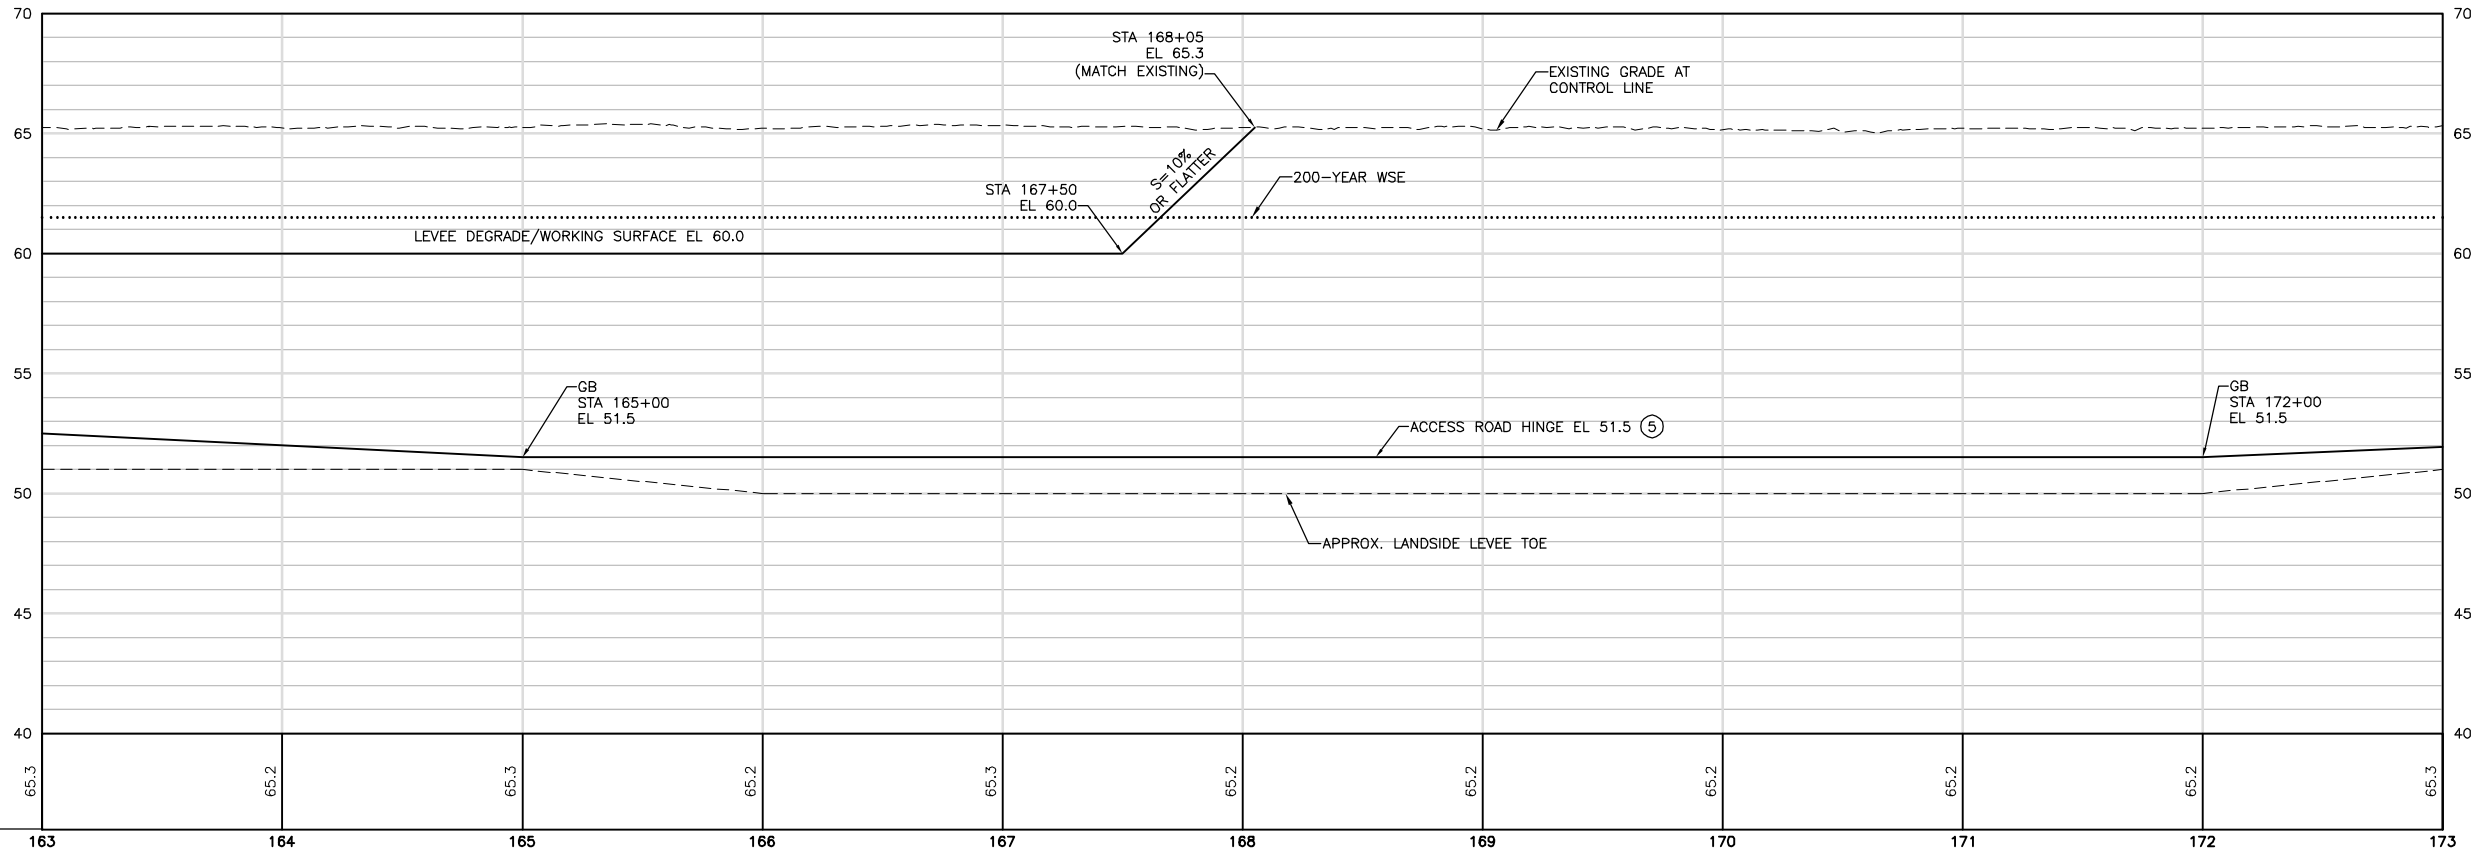 70
70
STA 168+05
EL 65.3
(MATCH EXISTING)
EXISTING GRADE AT
CONTROL LINE
65
65
S=10%
OR FLATTER
STA 167+50
EL 60.0
200-YEAR WSE
LEVEE DEGRADE/WORKING SURFACE EL 60.0
60
60
55
55
GB
STA 165+00
EL 51.5
ACCESS ROAD HINGE EL 51.5 5
GB
STA 172+00
EL 51.5
50
50
APPROX. LANDSIDE LEVEE TOE
45
45
40
40
65.3
65.2
65.3
65.2
65.3
65.2
65.2
65.2
65.2
65.2
65.3
163 164 165 166 167 168 169 170 171 172 173